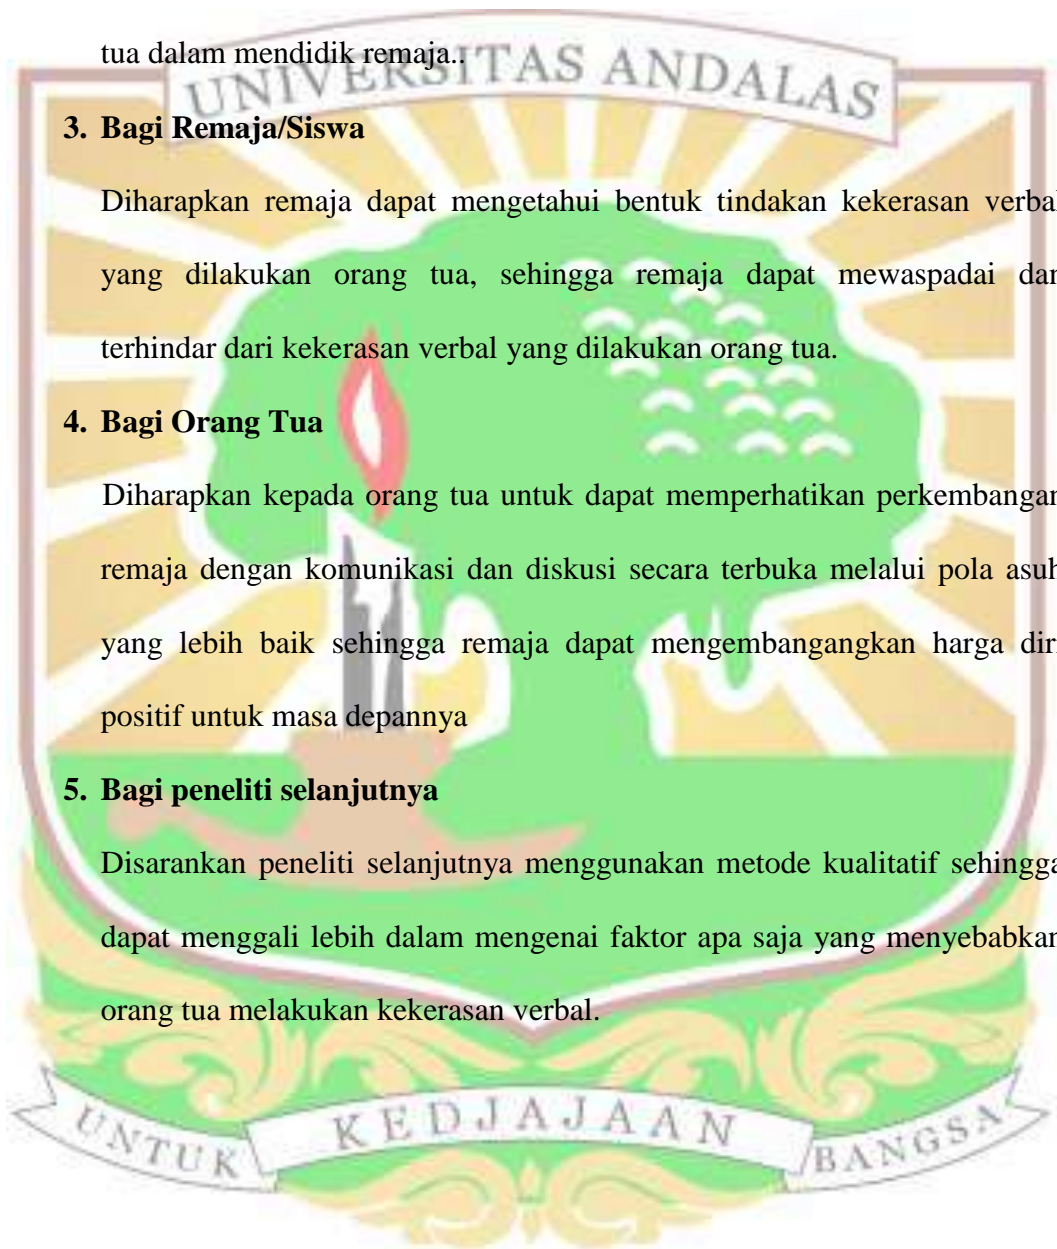 tua dalam mendidik remaja..
UNIVERSITAS ANDALAS
3. Bagi Remaja/Siswa
Diharapkan remaja dapat mengetahui bentuk tindakan kekerasan verbal
yang dilakukan orang tua, sehingga remaja dapat mewaspadai dan
terhindar dari kekerasan verbal yang dilakukan orang tua.
4. Bagi Orang Tua
Diharapkan kepada orang tua untuk dapat memperhatikan perkembangan
remaja dengan komunikasi dan diskusi secara terbuka melalui pola asuh
yang lebih baik sehingga remaja dapat mengembangangkan harga diri
positif untuk masa depannya
5. Bagi peneliti selanjutnya
Disarankan peneliti selanjutnya menggunakan metode kualitatif sehingga
dapat menggali lebih dalam mengenai faktor apa saja yang menyebabkan
orang tua melakukan kekerasan verbal.
UNTUK KEDJAJAAN BANGSA